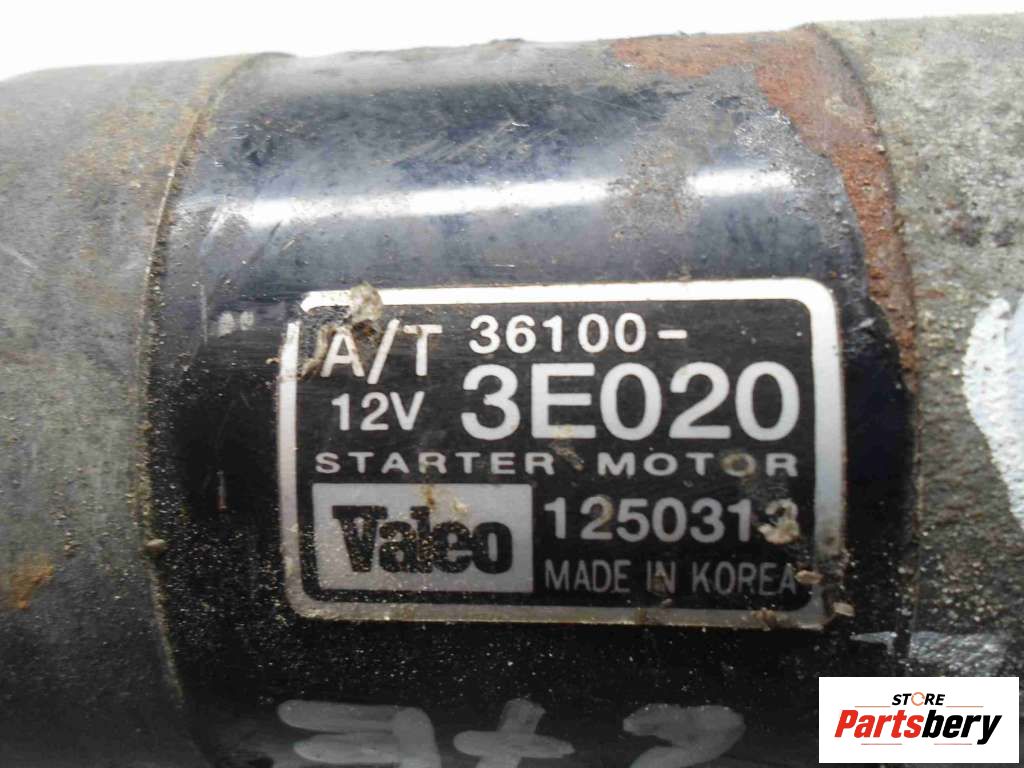 A/T 36100-
12V 3E020
STARTER MOTOR
Valeo 1250313
MADE IN KOREA
STORE
Partsbery